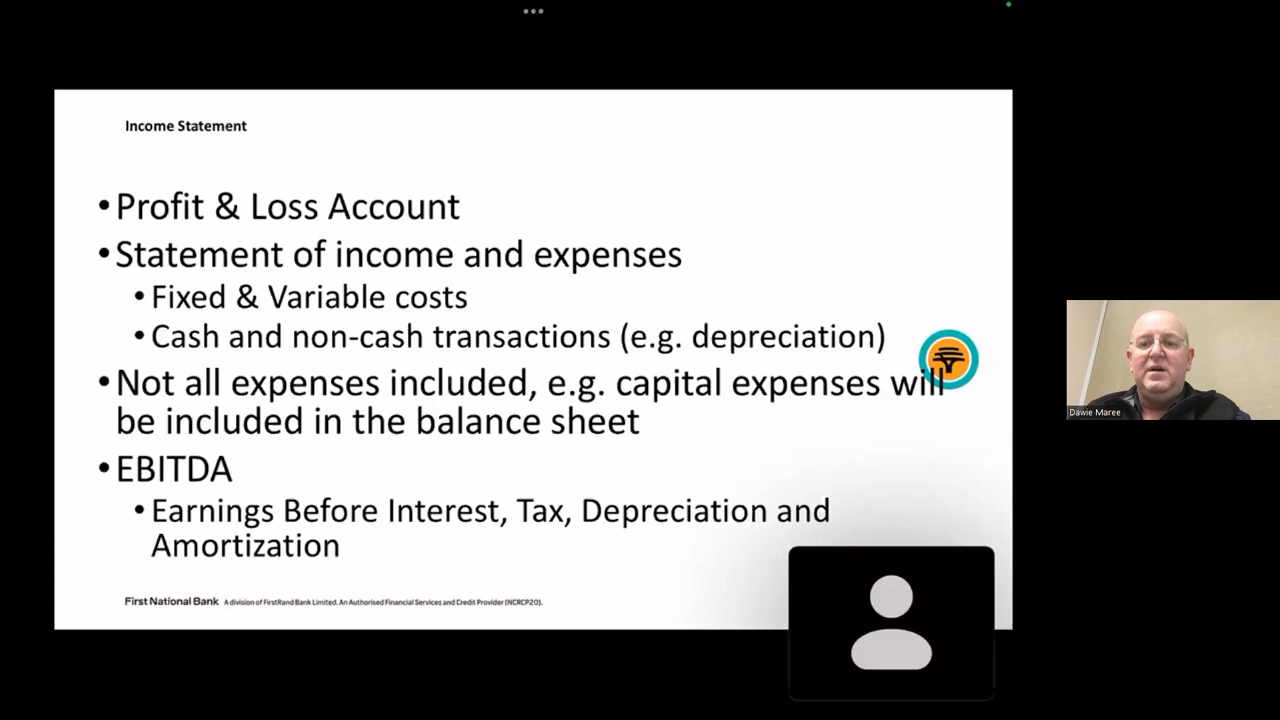 Income Statement
•Profit & Loss Account
•Statement of income and expenses
•Fixed & Variable costs
•Cash and non-cash transactions (e.g. depreciation)
•Not all expenses included, e.g. capital expenses will
be included in the balance sheet
•EBITDA
•Earnings Before Interest, Tax, Depreciation and
Amortization
First National Bank A division of FirstRand Bank Limited. An Authorised Financial Services and Credit Provider (NCRCP20).
Dawie Maree